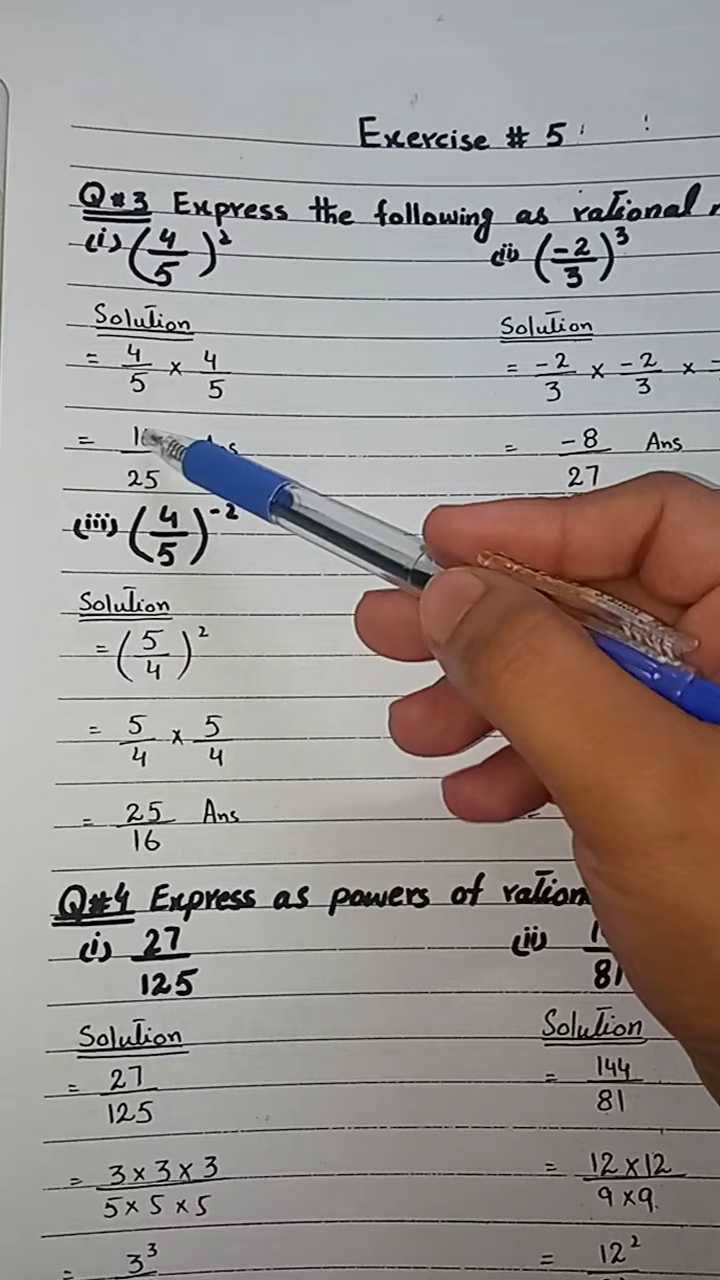 Exercise # 5
Q#3 Express the following as rational
(i) (4/5)²
(ii) (-2/3)³
Solution
= 4/5 × 4/5
= /25
Solution
= -2/3 × -2/3 ×
= -8/27 Ans
(iii) (4/5)⁻²
Solution
= (5/4)²
= 5/4 × 5/4
= 25/16 Ans
Q#4 Express as powers of
(i) 27/125
(ii) /81
Solution
= 27/125
= 3×3×3/5×5×5
= 3³
Solution
= 144/81
= 12×12/9×9
= 12²